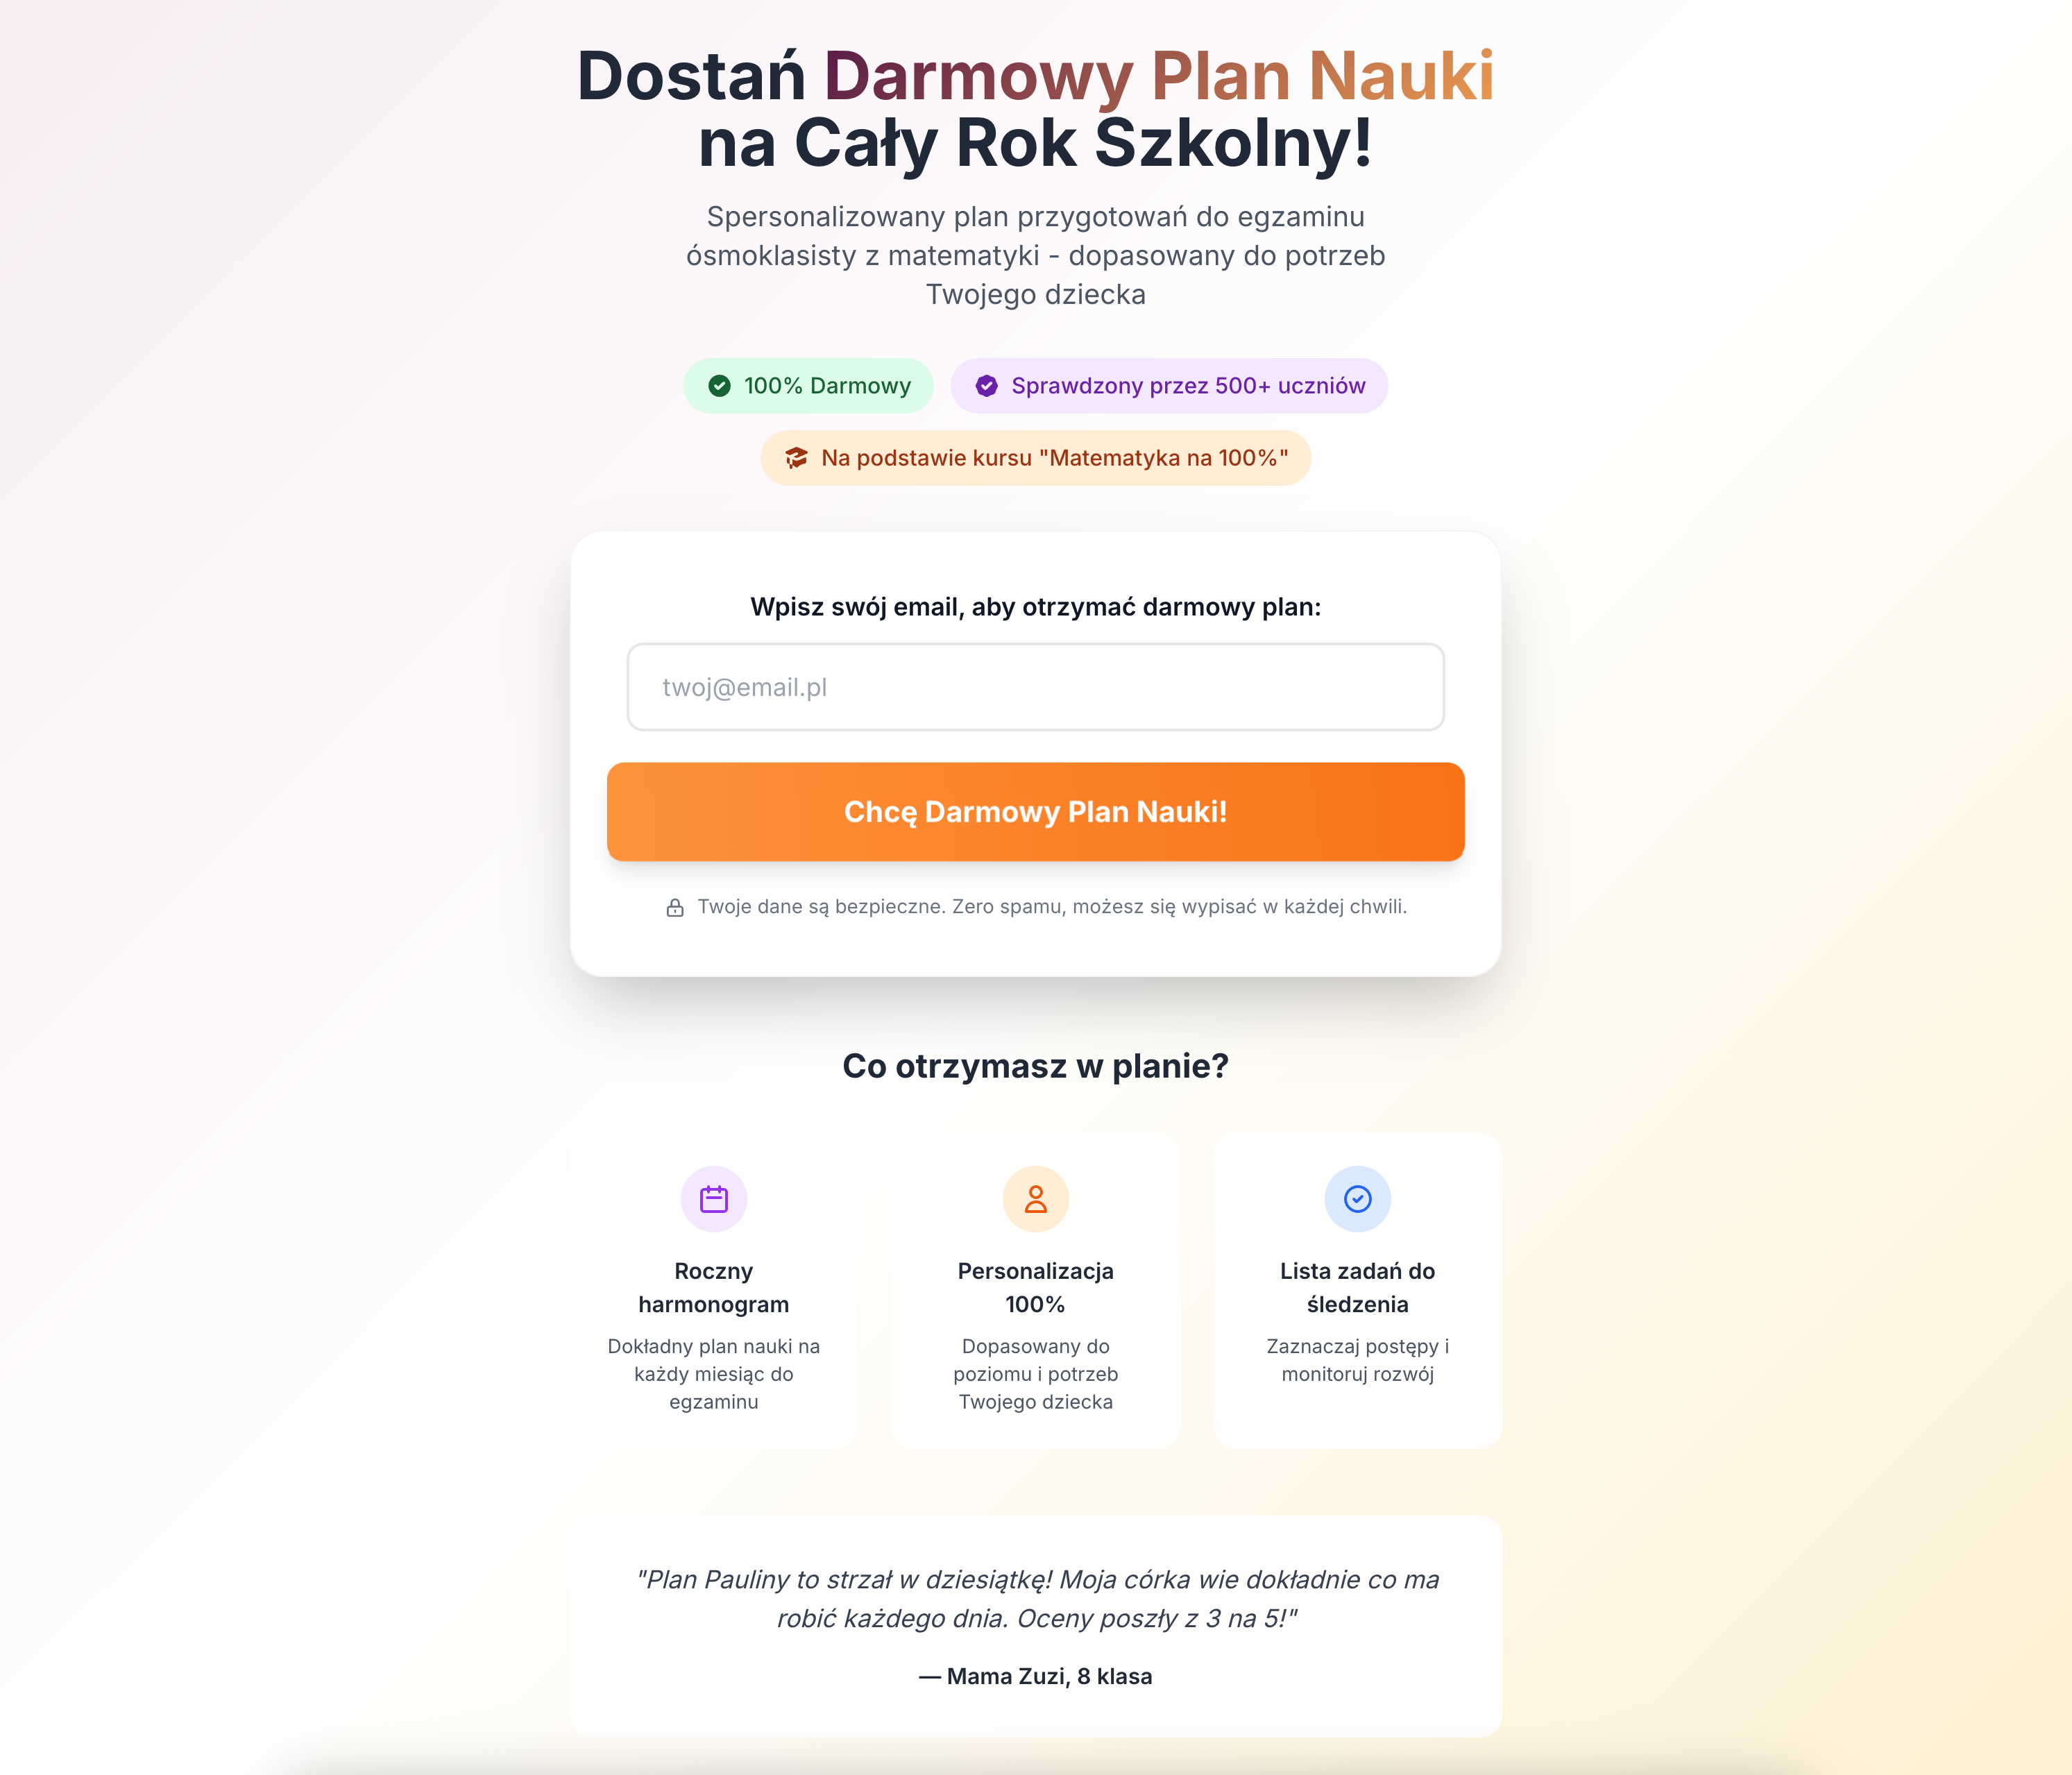 Dostań Darmowy Plan Nauki
na Cały Rok Szkolny!
Spersonalizowany plan przygotowań do egzaminu
ósmoklasisty z matematyki - dopasowany do potrzeb
Twojego dziecka
100% Darmowy
Sprawdzony przez 500+ uczniów
Na podstawie kursu "Matematyka na 100%"
Wpisz swój email, aby otrzymać darmowy plan:
twoj@email.pl
Chcę Darmowy Plan Nauki!
Twoje dane są bezpieczne. Zero spamu, możesz się wypisać w każdej chwili.
Co otrzymasz w planie?
Roczny
harmonogram
Dokładny plan nauki na
każdy miesiąc do
egzaminu
Personalizacja
100%
Dopasowany do
poziomu i potrzeb
Twojego dziecka
Lista zadań do
śledzenia
Zaznaczaj postępy i
monitoruj rozwój
"Plan Pauliny to strzał w dziesiątkę! Moja córka wie dokładnie co ma
robić każdego dnia. Oceny poszły z 3 na 5!"
— Mama Zuzi, 8 klasa